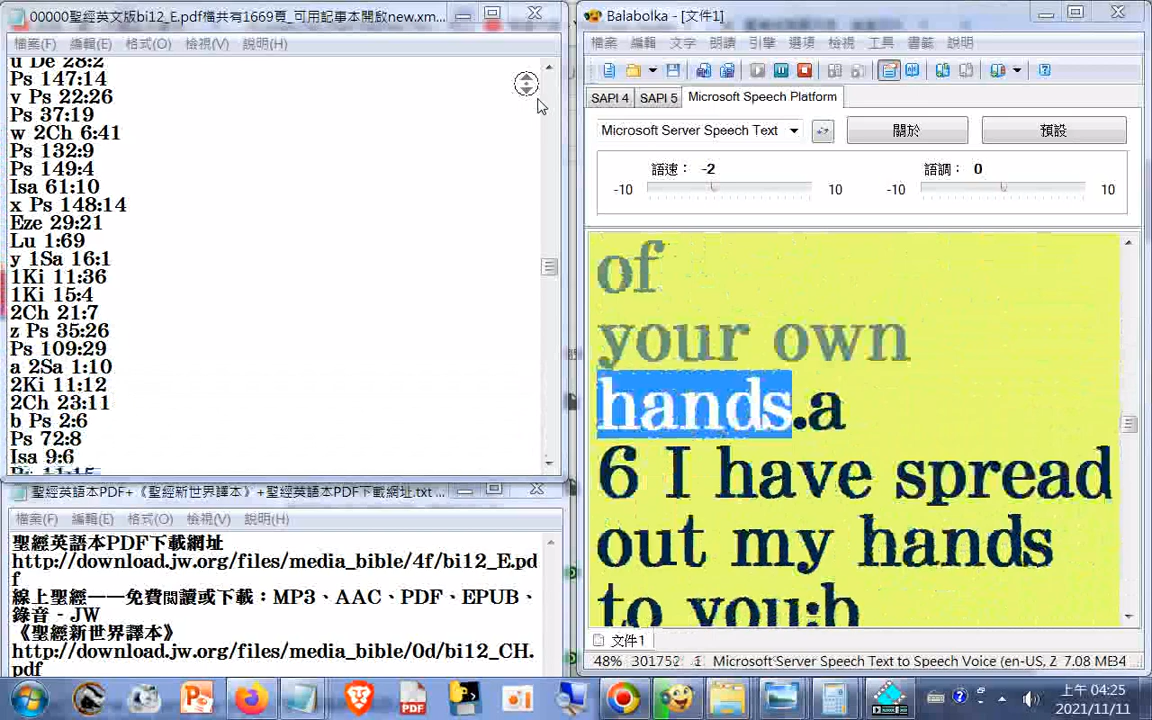 00000聖經英文版bi12_E.pdf檔共有1669頁_可用記事本開啟new.xm...
檔案(F) 編輯(E) 格式(O) 檢視(V) 說明(H)
u De 28:2
Ps 147:14
v Ps 22:26
Ps 37:19
w 2Ch 6:41
Ps 132:9
Ps 149:4
Isa 61:10
x Ps 148:14
Eze 29:21
Lu 1:69
y 1Sa 16:1
1Ki 11:36
1Ki 15:4
2Ch 21:7
z Ps 35:26
Ps 109:29
a 2Sa 1:10
2Ki 11:12
2Ch 23:11
b Ps 2:6
Ps 72:8
Isa 9:6
聖經英語本PDF+《聖經新世界譯本》+聖經英語本PDF下載網址.txt ...
檔案(F) 編輯(E) 格式(O) 檢視(V) 說明(H)
聖經英語本PDF下載網址
http://download.jw.org/files/media_bible/4f/bi12_E.pd
f
線上聖經——免費閱讀或下載：MP3、AAC、PDF、EPUB、
錄音 - JW
《聖經新世界譯本》
http://download.jw.org/files/media_bible/0d/bi12_CH.
pdf
Balabolka - [文件1]
檔案 編輯 文字 朗讀 引擎 選項 檢視 工具 書籤 說明
SAPI 4 SAPI 5 Microsoft Speech Platform
Microsoft Server Speech Text 關於 預設
語速： -2 語調： 0
-10 10 -10 10
of
your own
hands.a
6 I have spread
out my hands
to you;b
文件1
48% 301752 Microsoft Server Speech Text to Speech Voice (en-US, Z 7.08 MB
上午 04:25
2021/11/11